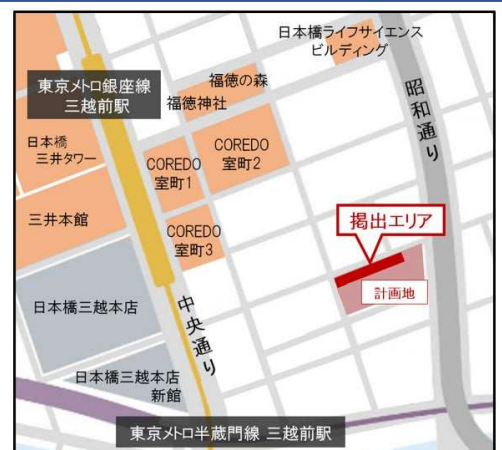 日本橋ライフサイエンス
ビルディング
東京メトロ銀座線
三越前駅
福徳の森
福徳神社
昭和通り
日本橋
三井タワー
COREDO
室町1
COREDO
室町2
三井本館
COREDO
室町3
掲出エリア
計画地
日本橋三越本店
中央通り
日本橋三越本店
新館
東京メトロ半蔵門線 三越前駅